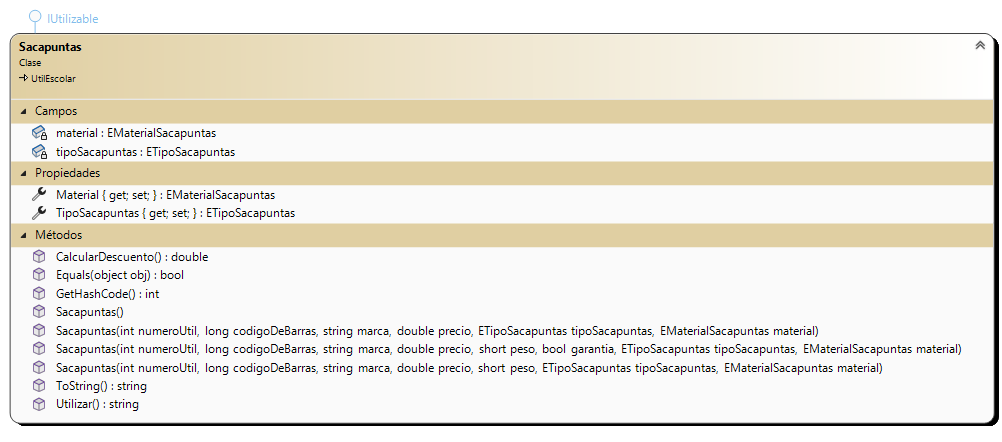 IUtilizable
Sacapuntas
Clase
UtilEscolar
Campos
material : EMaterialSacapuntas
tipoSacapuntas : ETipoSacapuntas
Propiedades
Material { get; set; } : EMaterialSacapuntas
TipoSacapuntas { get; set; } : ETipoSacapuntas
Métodos
CalcularDescuento() : double
Equals(object obj) : bool
GetHashCode() : int
Sacapuntas()
Sacapuntas(int numeroUtil, long codigoDeBarras, string marca, double precio, ETipoSacapuntas tipoSacapuntas, EMaterialSacapuntas material)
Sacapuntas(int numeroUtil, long codigoDeBarras, string marca, double precio, short peso, bool garantia, ETipoSacapuntas tipoSacapuntas, EMaterialSacapuntas material)
Sacapuntas(int numeroUtil, long codigoDeBarras, string marca, double precio, short peso, ETipoSacapuntas tipoSacapuntas, EMaterialSacapuntas material)
ToString() : string
Utilizar() : string